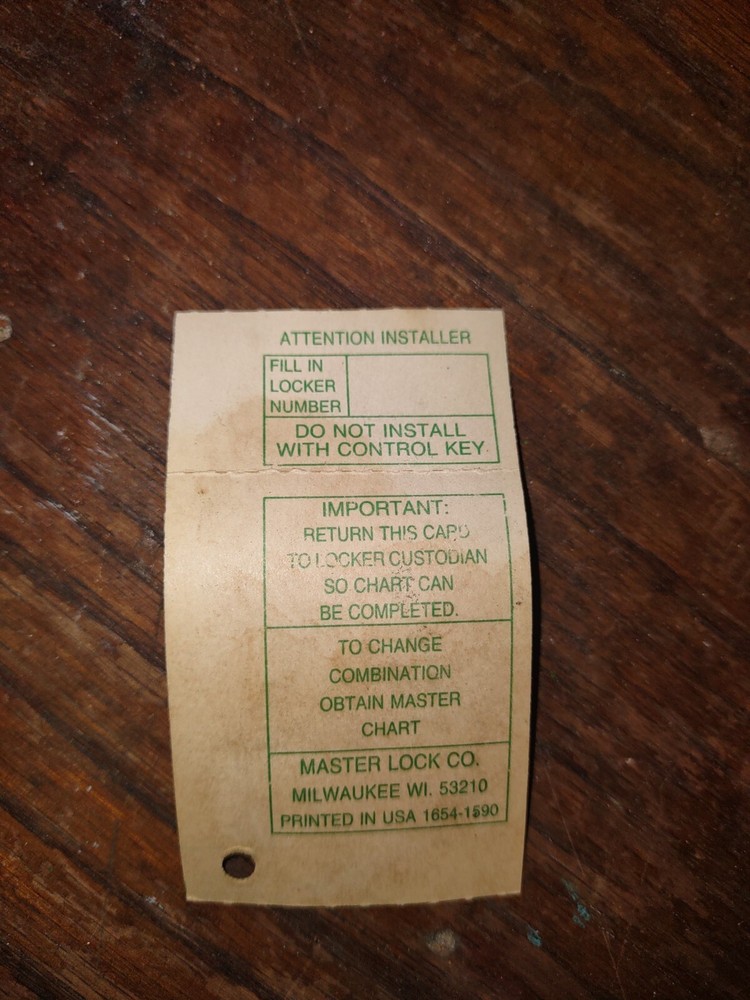 ATTENTION INSTALLER
FILL IN
LOCKER
NUMBER
DO NOT INSTALL
WITH CONTROL KEY
IMPORTANT:
RETURN THIS CARD
TO LOCKER CUSTODIAN
SO CHART CAN
BE COMPLETED.
TO CHANGE
COMBINATION
OBTAIN MASTER
CHART
MASTER LOCK CO.
MILWAUKEE WI. 53210
PRINTED IN USA 1654-1590